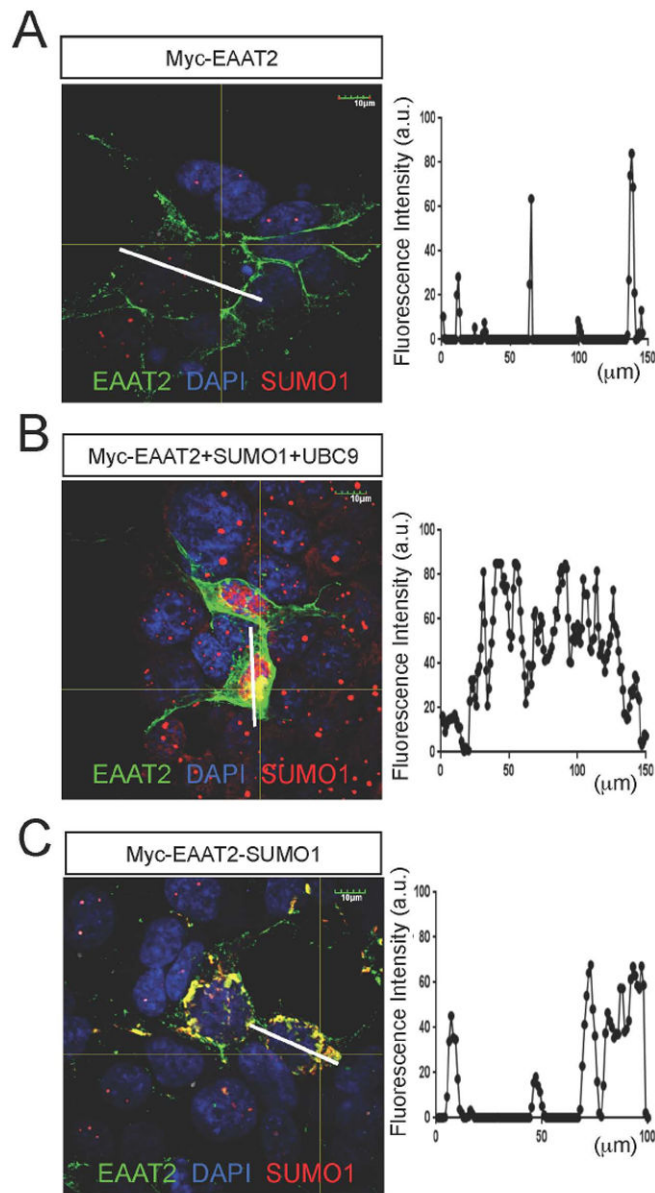 A
Myc-EAAT2
10µm
EAAT2 DAPI SUMO1
Fluorescence Intensity (a.u.)
100
80
60
40
20
0
0 50 100 150
(µm)
B
Myc-EAAT2+SUMO1+UBC9
10µm
EAAT2 DAPI SUMO1
Fluorescence Intensity (a.u.)
100
80
60
40
20
0
0 50 100 150
(µm)
C
Myc-EAAT2-SUMO1
10µm
EAAT2 DAPI SUMO1
Fluorescence Intensity (a.u.)
100
80
60
40
20
0
0 50 100
(µm)